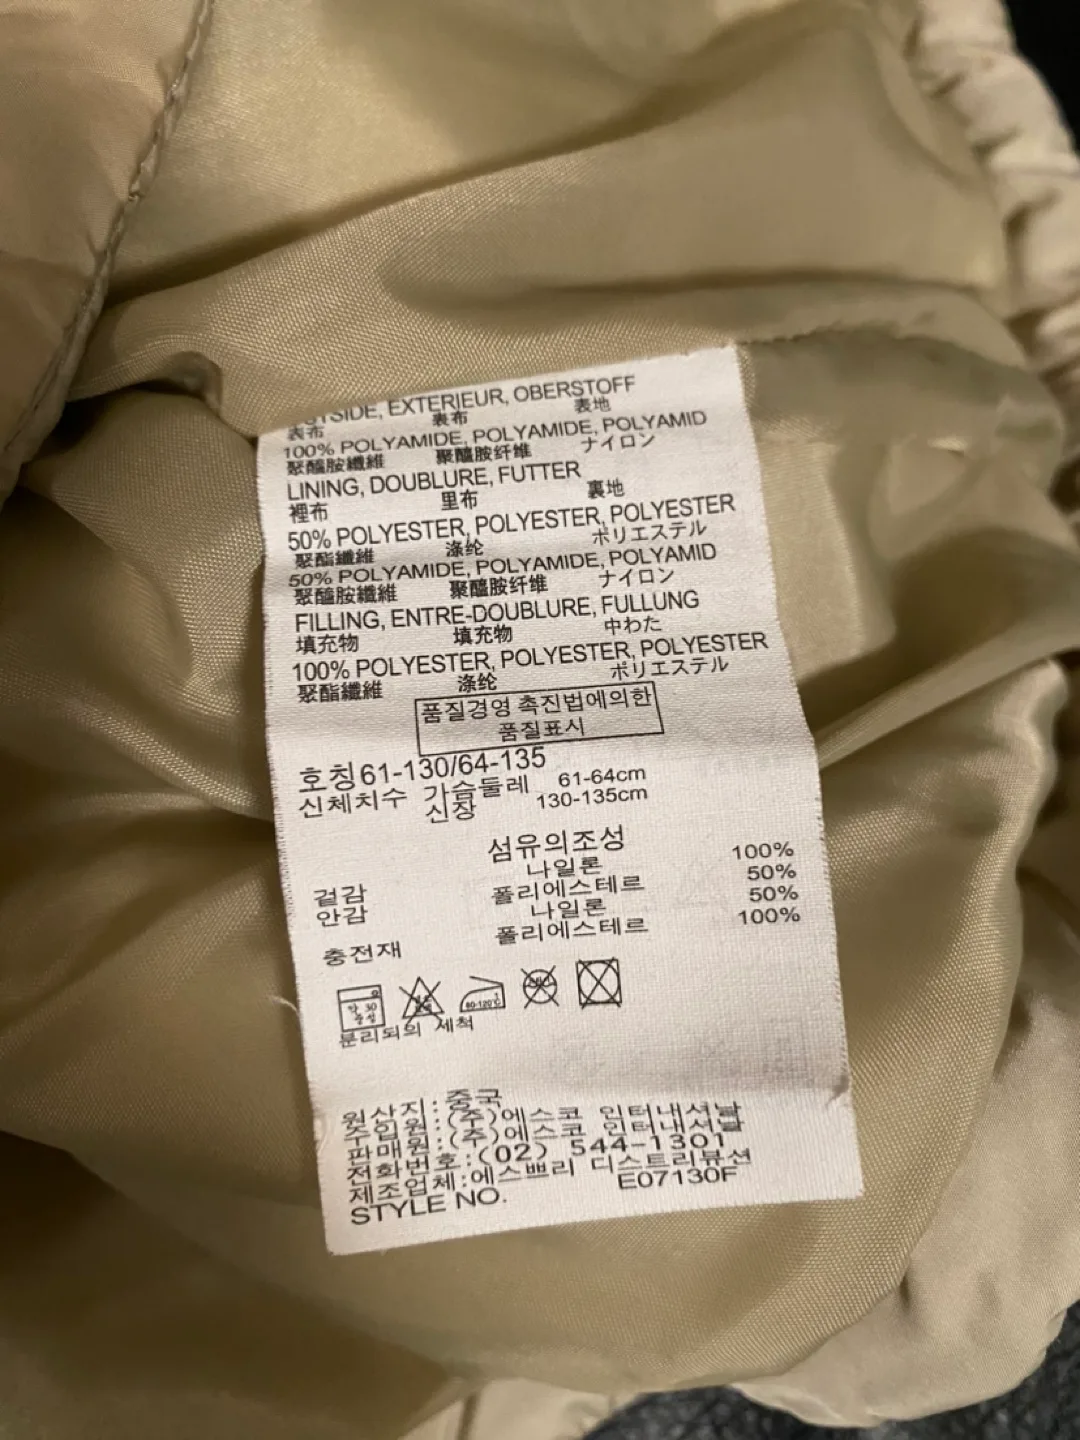 OUTSIDE, EXTERIEUR, OBERSTOFF
表布 表布 表地
100% POLYAMIDE, POLYAMIDE, POLYAMID
聚醯胺纖維 聚醯胺纤维 ナイロン
LINING, DOUBLURE, FUTTER
裡布 里布 裏地
50% POLYESTER, POLYESTER, POLYESTER
聚酯纖維 涤纶 ポリエステル
50% POLYAMIDE, POLYAMIDE, POLYAMID
聚醯胺纖維 聚醯胺纤维 ナイロン
FILLING, ENTRE-DOUBLURE, FULLUNG
填充物 填充物 中わた
100% POLYESTER, POLYESTER, POLYESTER
聚酯纖維 涤纶 ポリエステル
품질경영 촉진법에의한
품질표시
호칭61-130/64-135
신체치수 가슴둘레 61-64cm
신장 130-135cm
섬유의조성
겉감 나일론 100%
안감 폴리에스테르 50%
나일론 50%
충전재 폴리에스테르 100%
약 30
중성
80-120℃
분리되의 세척
원산지:중국
수입원:(주)에스코 인터내셔날
판매원:(주)에스코 인터내셔날
전화번호:(02) 544-1301
제조업체:에스쁘리 디스트리뷰션
STYLE NO. E07130F